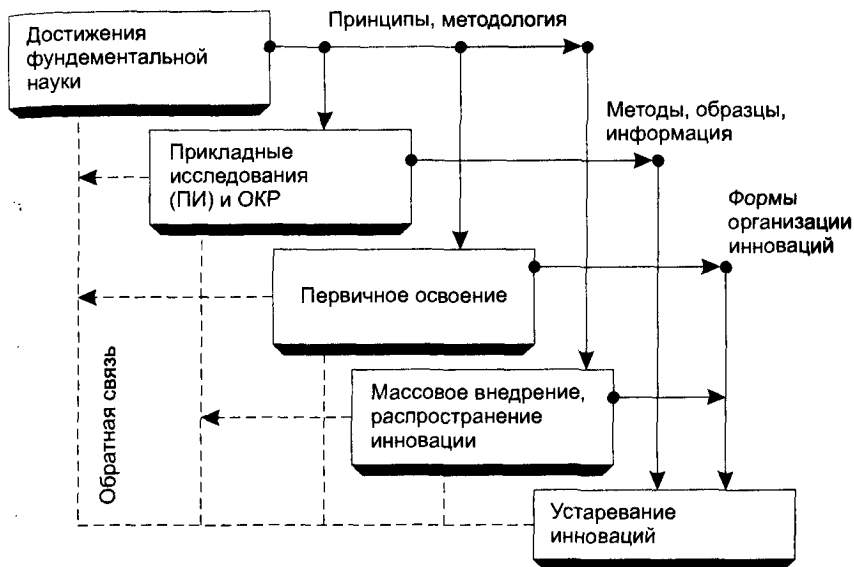 Достижения
фундементальной
науки
Принципы, методология
Методы, образцы,
информация
Прикладные
исследования
(ПИ) и ОКР
Формы
организации
инноваций
Первичное освоение
Обратная связь
Массовое внедрение,
распространение
инновации
Устаревание
инноваций